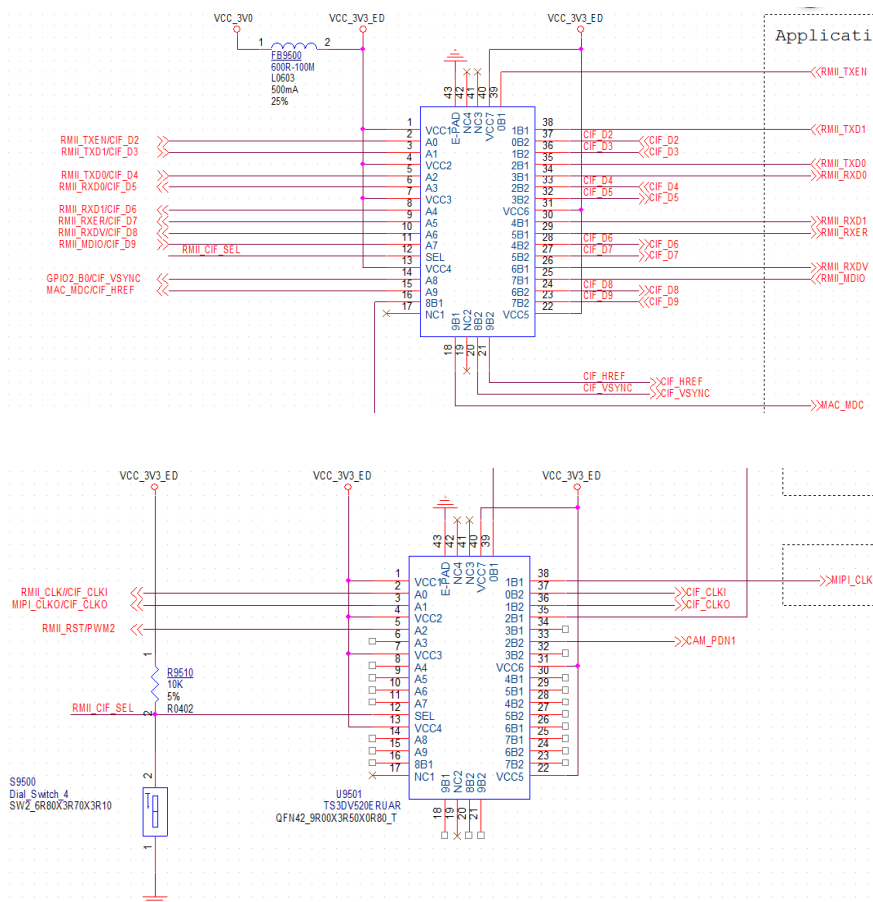 VCC_3V0
VCC_3V3_ED
VCC_3V3_ED
Applicati
1
2
FB9500
600R-100M
L0603
500mA
25%
43
42
41
40
39
E-PAD
NC4
NC3
VCC7
0B1
RMII_TXEN
1
VCC1
1B1
38
RMII_TXD1
RMII_TXEN/CIF_D2
2
A0
0B2
37
CIF_D2
CIF_D2
RMII_TXD1/CIF_D3
3
A1
1B2
36
CIF_D3
CIF_D3
4
VCC2
2B1
35
RMII_TXD0
RMII_TXD0/CIF_D4
5
A2
3B1
34
RMII_RXD0
RMII_RXD0/CIF_D5
6
A3
2B2
33
CIF_D4
CIF_D4
7
VCC3
3B2
32
CIF_D5
CIF_D5
RMII_RXD1/CIF_D6
8
A4
VCC6
31
RMII_RXER/CIF_D7
9
A5
4B1
30
RMII_RXD1
RMII_RXDV/CIF_D8
10
A6
5B1
29
RMII_RXER
RMII_MDIO/CIF_D9
11
A7
4B2
28
CIF_D6
CIF_D6
RMII_CIF_SEL
12
SEL
5B2
27
CIF_D7
CIF_D7
13
VCC4
6B1
26
RMII_RXDV
GPIO2_B0/CIF_VSYNC
14
A8
7B1
25
RMII_MDIO
MAC_MDC/CIF_HREF
15
A9
6B2
24
CIF_D8
CIF_D8
16
8B1
7B2
23
CIF_D9
CIF_D9
17
NC1
VCC5
22
9B1
NC2
8B2
9B2
18
19
20
21
CIF_HREF
CIF_HREF
CIF_VSYNC
CIF_VSYNC
MAC_MDC
VCC_3V3_ED
VCC_3V3_ED
VCC_3V3_ED
43
42
41
40
39
E-PAD
NC4
NC3
VCC7
0B1
1
VCC1
1B1
38
MIPI_CLK
RMII_CLK//CIF_CLKI
2
A0
0B2
37
CIF_CLKI
MIPI_CLKO/CIF_CLKO
3
A1
1B2
36
CIF_CLKO
4
VCC2
2B1
35
RMII_RST/PWM2
5
A2
3B1
34
6
A3
2B2
33
CAM_PDN1
7
VCC3
3B2
32
8
A4
VCC6
31
9
A5
4B1
30
10
A6
5B1
29
11
A7
4B2
28
RMII_CIF_SEL
12
SEL
5B2
27
13
VCC4
6B1
26
14
A8
7B1
25
15
A9
6B2
24
16
8B1
7B2
23
17
NC1
VCC5
22
9B1
NC2
8B2
9B2
18
19
20
21
1
R9510
10K
5%
R0402
2
S9500
Dial_Switch_4
SW2_6R80X3R70X3R10
2
1
U9501
TS3DV520ERUAR
QFN42_9R00X3R50X0R80_T